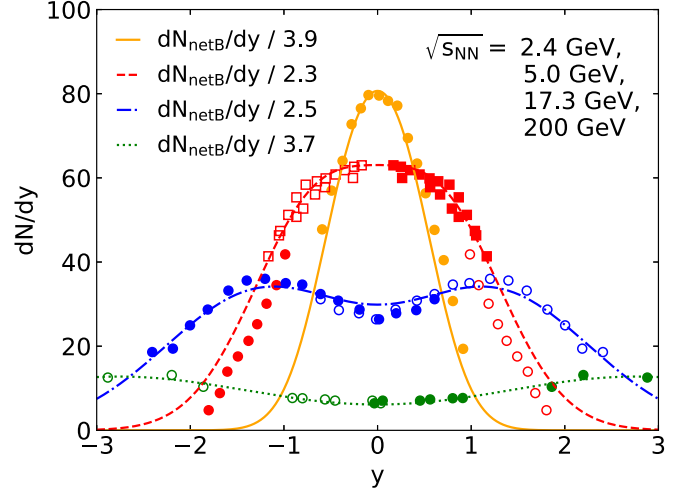 100
80
60
40
20
0
dN/dy
dN_netB/dy / 3.9
dN_netB/dy / 2.3
dN_netB/dy / 2.5
dN_netB/dy / 3.7
√s_NN = 2.4 GeV,
5.0 GeV,
17.3 GeV,
200 GeV
−3 −2 −1 0 1 2 3
y